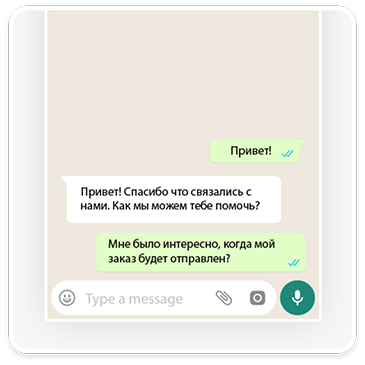 Привет!
Привет! Спасибо что связались с
нами. Как мы можем тебе помочь?
Мне было интересно, когда мой
заказ будет отправлен?
Type a message